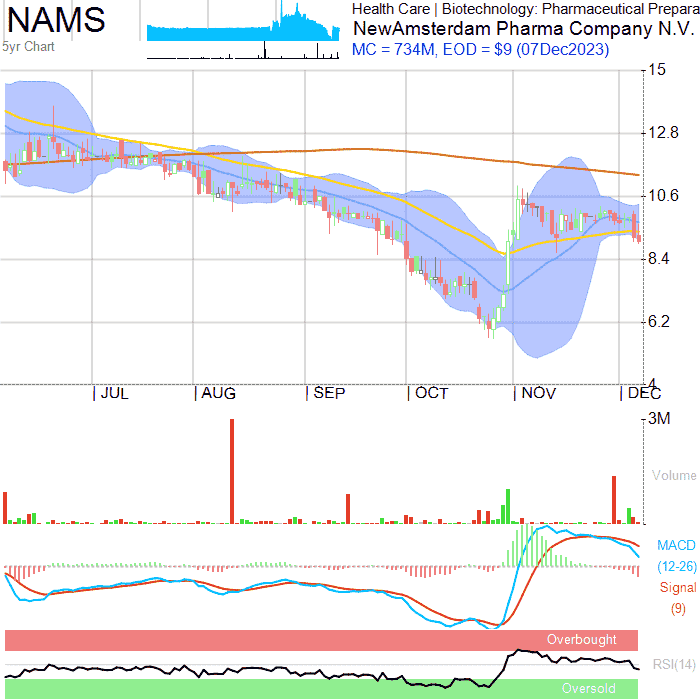 NAMS
5yr Chart
Health Care | Biotechnology: Pharmaceutical Prepara
NewAmsterdam Pharma Company N.V.
MC = 734M, EOD = $9 (07Dec2023)
15
12.8
10.6
8.4
6.2
4
JUL AUG SEP OCT NOV DEC
3M
Volume
MACD
(12-26)
Signal
(9)
Overbought
RSI(14)
Oversold